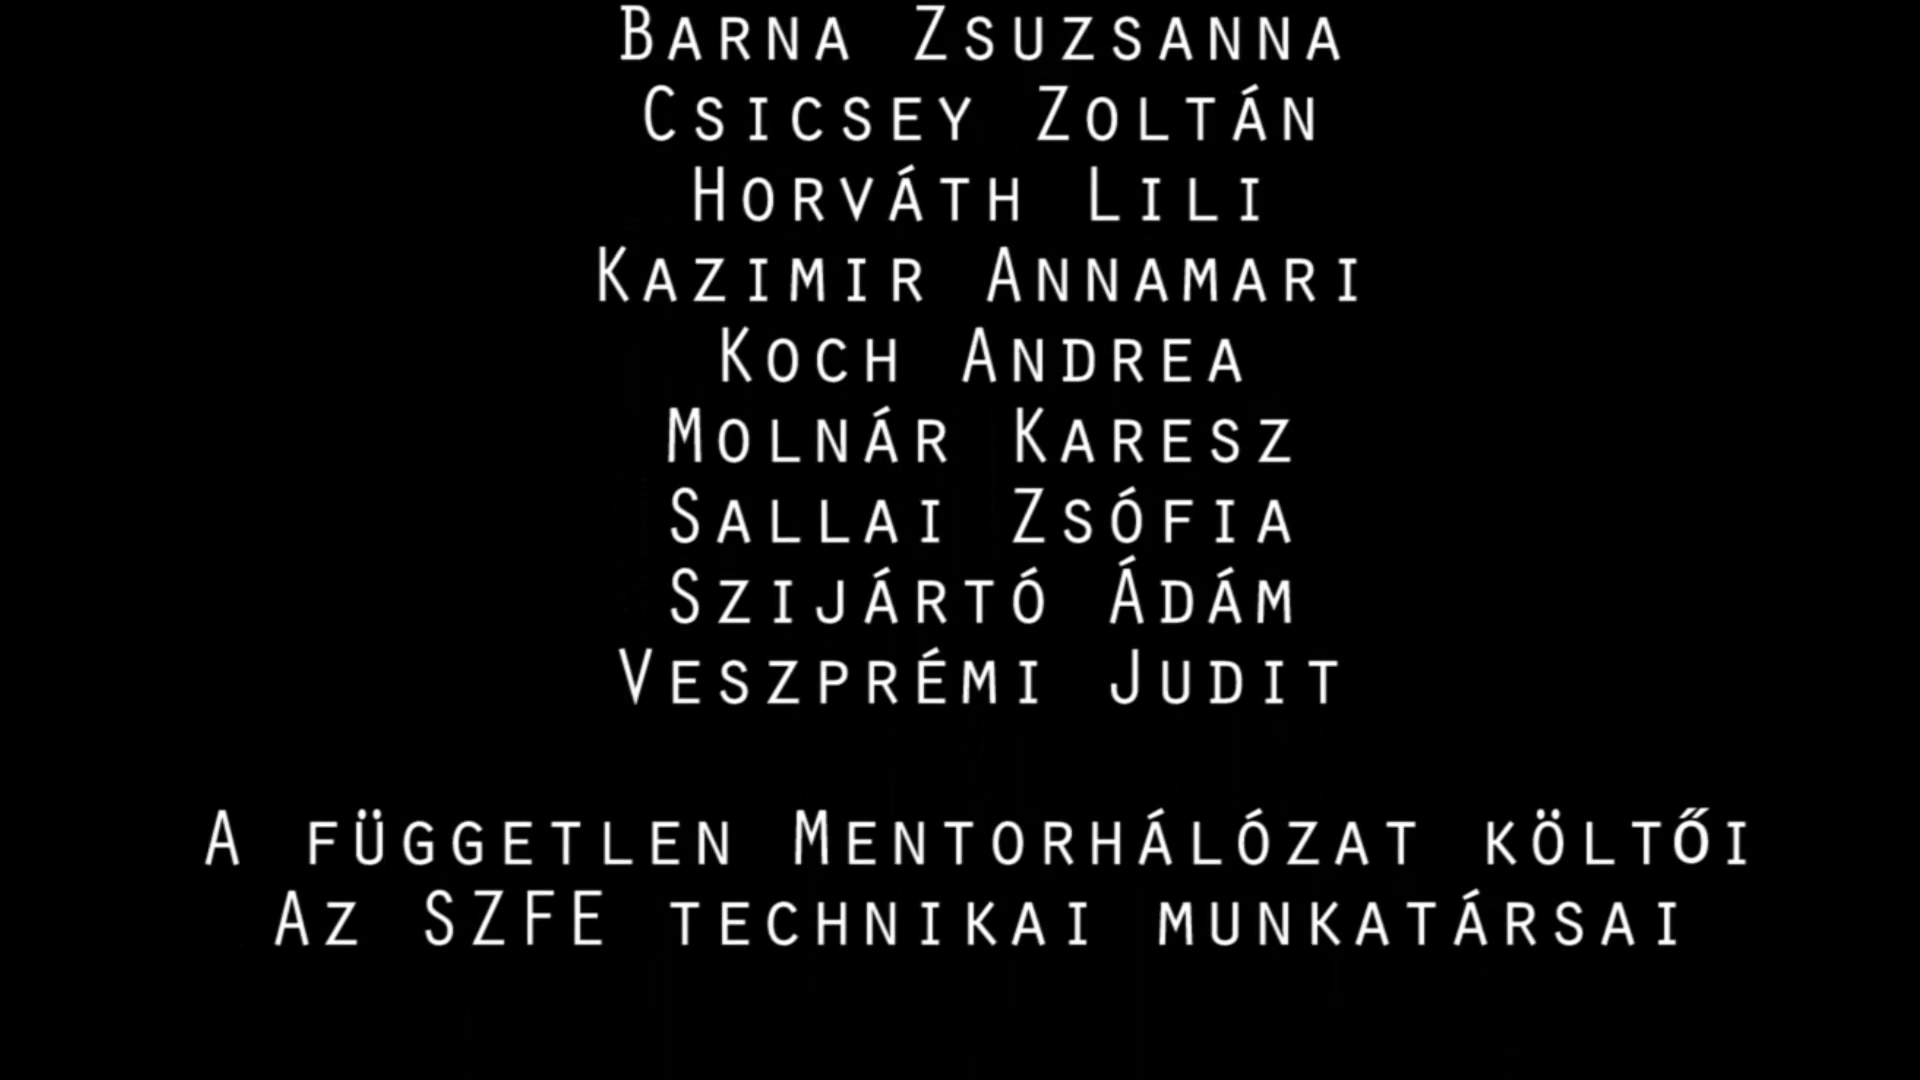 Barna Zsuzsanna
Csicsey Zoltán
Horváth Lili
Kazimir Annamari
Koch Andrea
Molnár Karesz
Sallai Zsófia
Szijártó Ádám
Veszprémi Judit
A független Mentorhálózat költői
Az SZFE technikai munkatársai